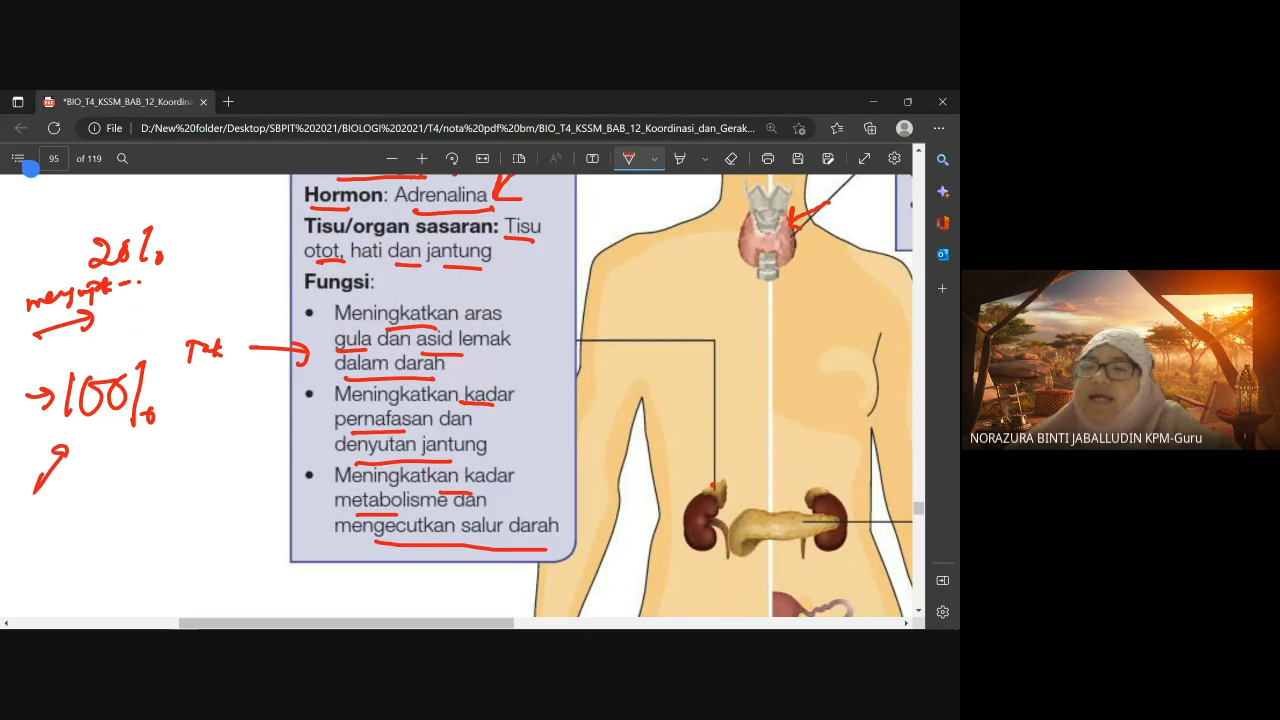 *BIO_T4_KSSM_BAB_12_Koordina
File
D:/New%20folder/Desktop/SBPIT%202021/BIOLOGI%202021/T4/nota%20pdf%20bm/BIO_T4_KSSM_BAB_12_Koordinasi_dan_Gerak...
95 of 119
Hormon: Adrenalina
Tisu/organ sasaran: Tisu
otot, hati dan jantung
Fungsi:
• Meningkatkan aras
gula dan asid lemak
dalam darah
• Meningkatkan kadar
pernafasan dan
denyutan jantung
• Meningkatkan kadar
metabolisme dan
mengecutkan salur darah
20%
100%
NORAZURA BINTI JABALLUDIN KPM-Guru